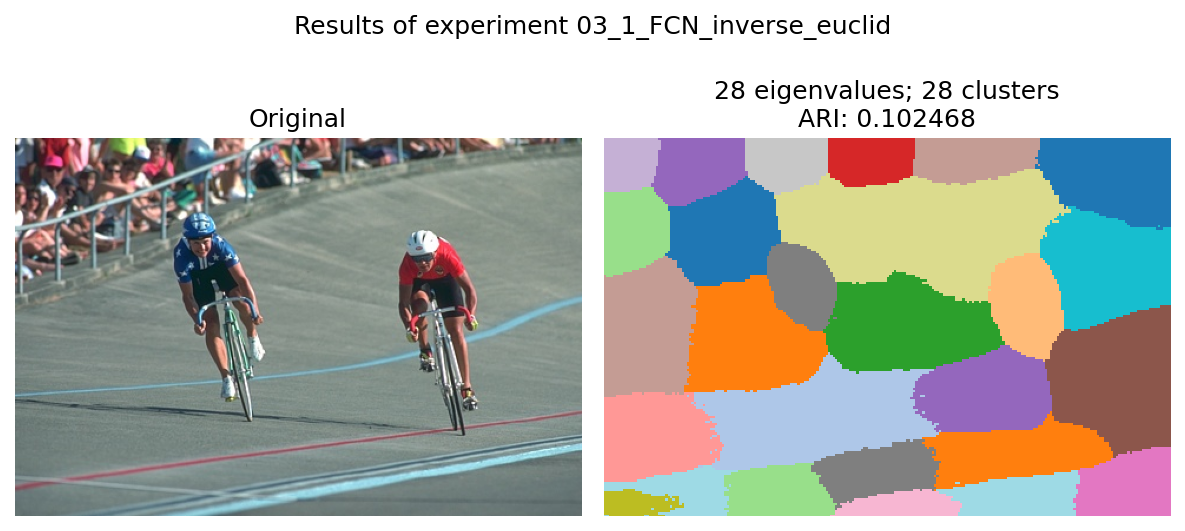 Results of experiment 03_1_FCN_inverse_euclid
Original
28 eigenvalues; 28 clusters
ARI: 0.102468